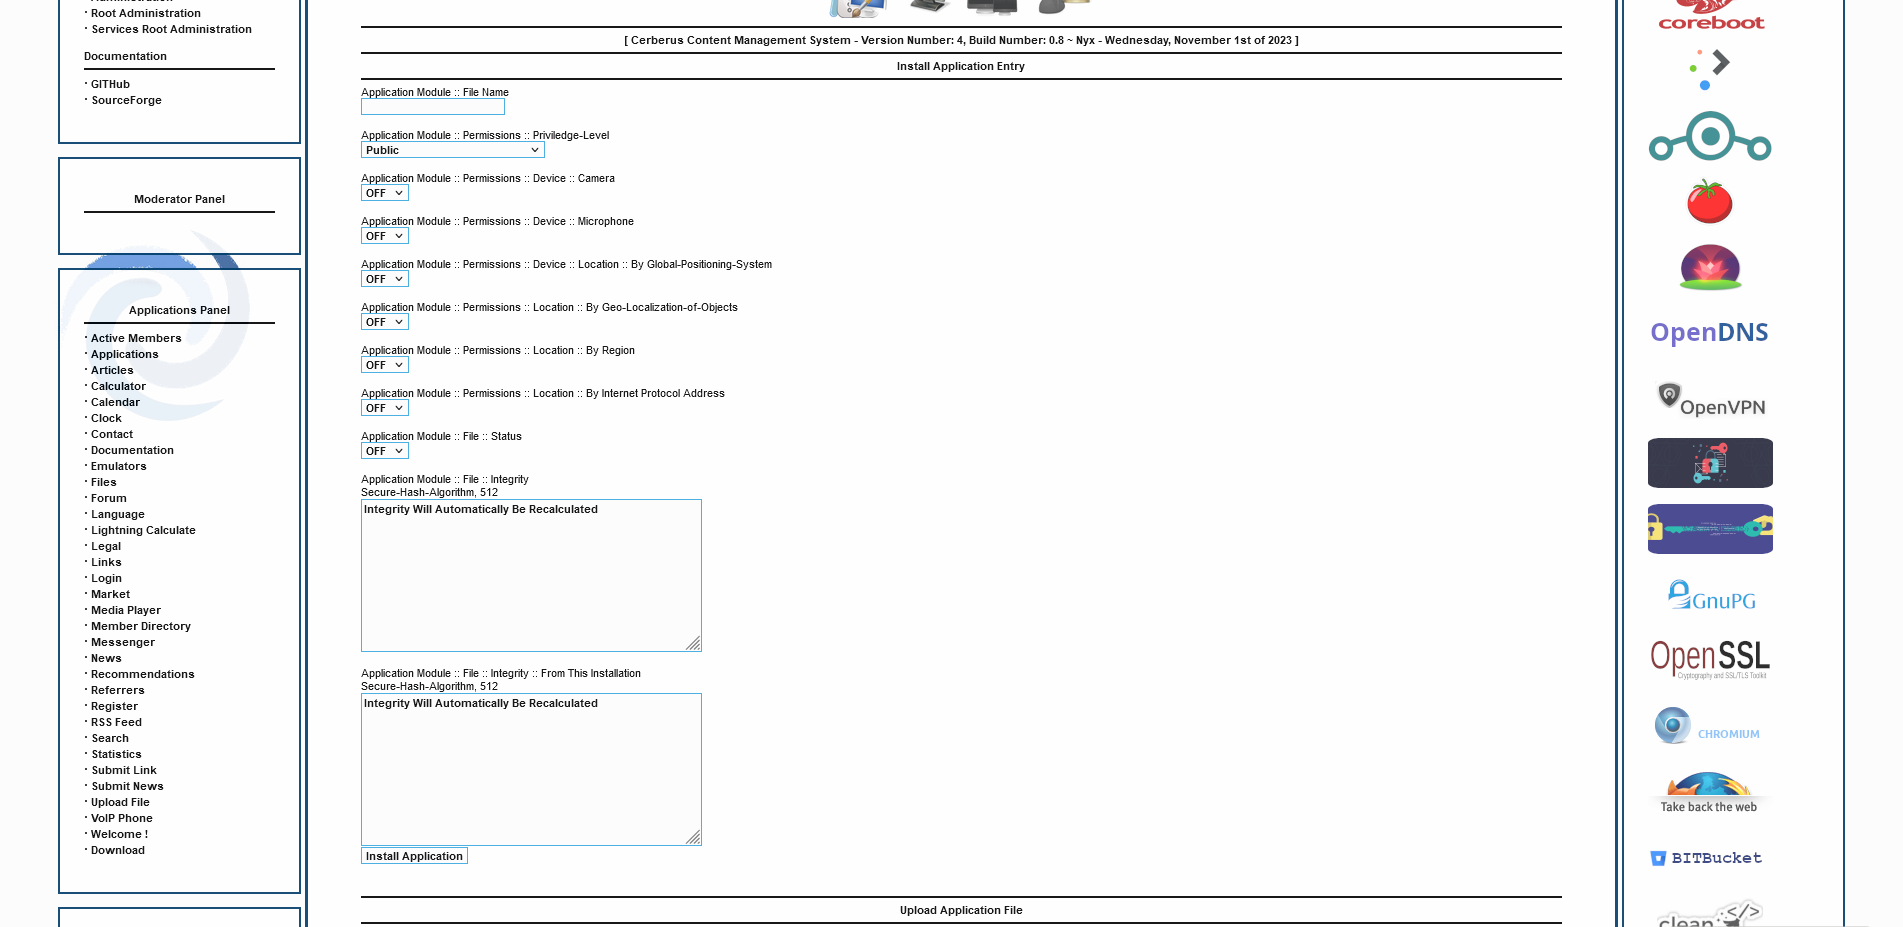 · Root Administration
· Services Root Administration
Documentation
· GITHub
· SourceForge
Moderator Panel
Applications Panel
· Active Members
· Applications
· Articles
· Calculator
· Calendar
· Clock
· Contact
· Documentation
· Emulators
· Files
· Forum
· Language
· Lightning Calculate
· Legal
· Links
· Login
· Market
· Media Player
· Member Directory
· Messenger
· News
· Recommendations
· Referrers
· Register
· RSS Feed
· Search
· Statistics
· Submit Link
· Submit News
· Upload File
· VoIP Phone
· Welcome !
· Download
[ Cerberus Content Management System - Version Number: 4, Build Number: 0.8 ~ Nyx - Wednesday, November 1st of 2023 ]
Install Application Entry
Application Module :: File Name
Application Module :: Permissions :: Priviledge-Level
Public
Application Module :: Permissions :: Device :: Camera
OFF
Application Module :: Permissions :: Device :: Microphone
OFF
Application Module :: Permissions :: Device :: Location :: By Global-Positioning-System
OFF
Application Module :: Permissions :: Location :: By Geo-Localization-of-Objects
OFF
Application Module :: Permissions :: Location :: By Region
OFF
Application Module :: Permissions :: Location :: By Internet Protocol Address
OFF
Application Module :: File :: Status
OFF
Application Module :: File :: Integrity
Secure-Hash-Algorithm, 512
Integrity Will Automatically Be Recalculated
Application Module :: File :: Integrity :: From This Installation
Secure-Hash-Algorithm, 512
Integrity Will Automatically Be Recalculated
Install Application
Upload Application File
coreboot
OpenDNS
OpenVPN
GnuPG
OpenSSL
Cryptography and SSL/TLS Toolkit
CHROMIUM
Take back the web
BITBucket
clean